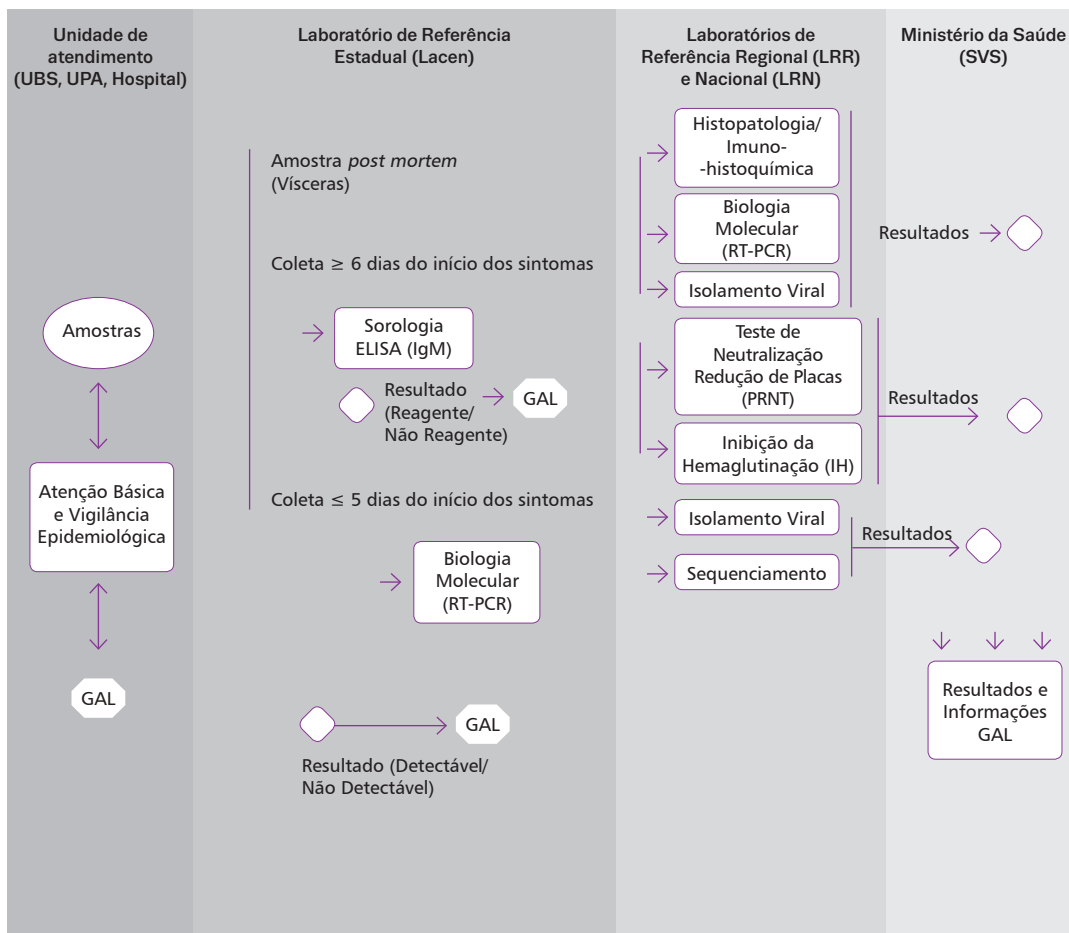 Unidade de
atendimento
(UBS, UPA, Hospital)
Amostras
Atenção Básica
e Vigilância
Epidemiológica
GAL
Laboratório de Referência
Estadual (Lacen)
Amostra post mortem
(Vísceras)
Coleta ≥ 6 dias do início dos sintomas
Sorologia
ELISA (IgM)
Resultado
(Reagente/
Não Reagente)
GAL
Coleta ≤ 5 dias do início dos sintomas
Biologia
Molecular
(RT-PCR)
GAL
Resultado (Detectável/
Não Detectável)
Laboratórios de
Referência Regional (LRR)
e Nacional (LRN)
Histopatologia/
Imuno-
-histoquímica
Biologia
Molecular
(RT-PCR)
Isolamento Viral
Teste de
Neutralização
Redução de Placas
(PRNT)
Inibição da
Hemaglutinação (IH)
Isolamento Viral
Sequenciamento
Ministério da Saúde
(SVS)
Resultados
Resultados
Resultados
Resultados e
Informações
GAL